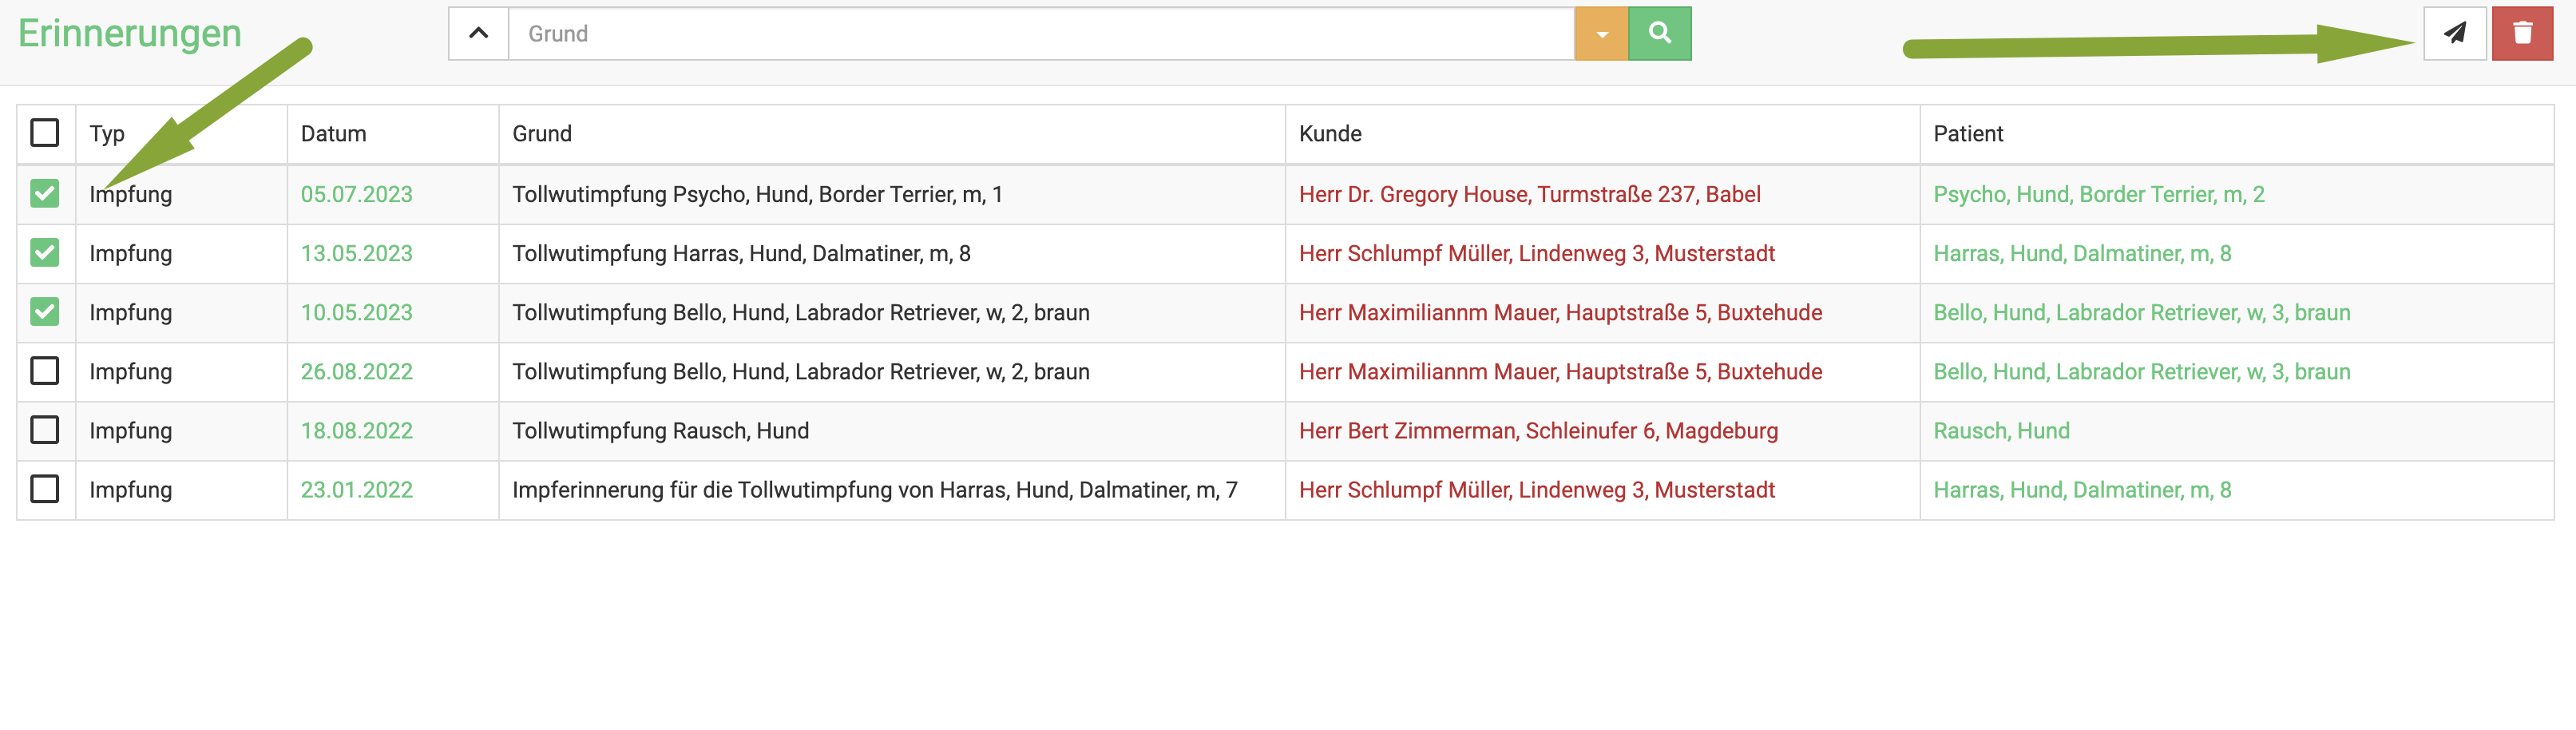 Erinnerungen
Grund
Typ Datum Grund Kunde Patient
Impfung 05.07.2023 Tollwutimpfung Psycho, Hund, Border Terrier, m, 1 Herr Dr. Gregory House, Turmstraße 237, Babel Psycho, Hund, Border Terrier, m, 2
Impfung 13.05.2023 Tollwutimpfung Harras, Hund, Dalmatiner, m, 8 Herr Schlumpf Müller, Lindenweg 3, Musterstadt Harras, Hund, Dalmatiner, m, 8
Impfung 10.05.2023 Tollwutimpfung Bello, Hund, Labrador Retriever, w, 2, braun Herr Maximiliannm Mauer, Hauptstraße 5, Buxtehude Bello, Hund, Labrador Retriever, w, 3, braun
Impfung 26.08.2022 Tollwutimpfung Bello, Hund, Labrador Retriever, w, 2, braun Herr Maximiliannm Mauer, Hauptstraße 5, Buxtehude Bello, Hund, Labrador Retriever, w, 3, braun
Impfung 18.08.2022 Tollwutimpfung Rausch, Hund Herr Bert Zimmerman, Schleinufer 6, Magdeburg Rausch, Hund
Impfung 23.01.2022 Impferinnerung für die Tollwutimpfung von Harras, Hund, Dalmatiner, m, 7 Herr Schlumpf Müller, Lindenweg 3, Musterstadt Harras, Hund, Dalmatiner, m, 8